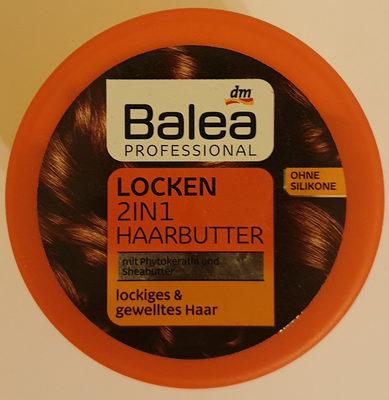 dm
Balea
PROFESSIONAL
LOCKEN
2IN1
HAARBUTTER
mit Phytokeratin und
Sheabutter
lockiges &
gewelltes Haar
OHNE
SILIKONE